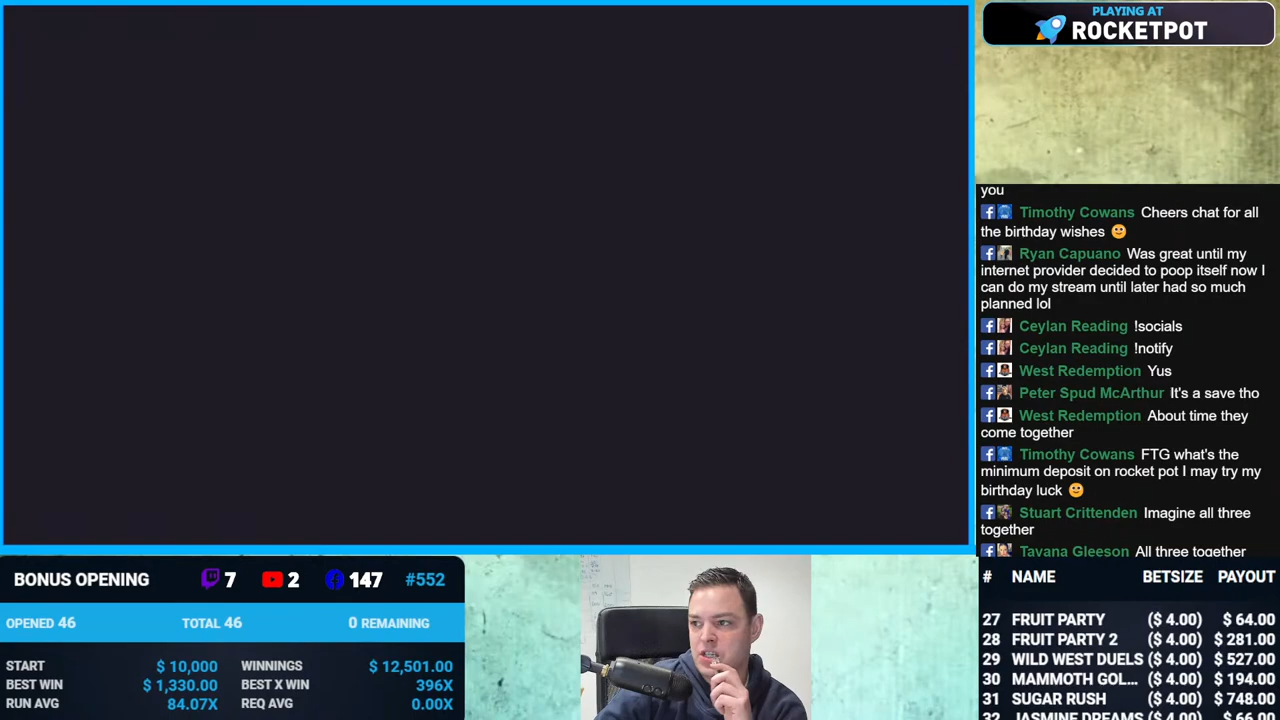 PLAYING AT
ROCKETPOT
you
Timothy Cowans Cheers chat for all
the birthday wishes
Ryan Capuano Was great until my
internet provider decided to poop itself now I
can do my stream until later had so much
planned lol
Ceylan Reading !socials
Ceylan Reading !notify
West Redemption Yus
Peter Spud McArthur It's a save tho
West Redemption About time they
come together
Timothy Cowans FTG what's the
minimum deposit on rocket pot I may try my
birthday luck
Stuart Crittenden Imagine all three
together
Tavana Gleeson All three together
BONUS OPENING 7 2 147 #552
OPENED 46 TOTAL 46 0 REMAINING
START $ 10,000 WINNINGS $ 12,501.00
BEST WIN $ 1,330.00 BEST X WIN 396X
RUN AVG 84.07X REQ AVG 0.00X
# NAME BETSIZE PAYOUT
27 FRUIT PARTY ($ 4.00) $ 64.00
28 FRUIT PARTY 2 ($ 4.00) $ 281.00
29 WILD WEST DUELS ($ 4.00) $ 527.00
30 MAMMOTH GOL... ($ 4.00) $ 194.00
31 SUGAR RUSH ($ 4.00) $ 748.00
32 JASMINE DREAMS ($ 4.00) $ 66.00